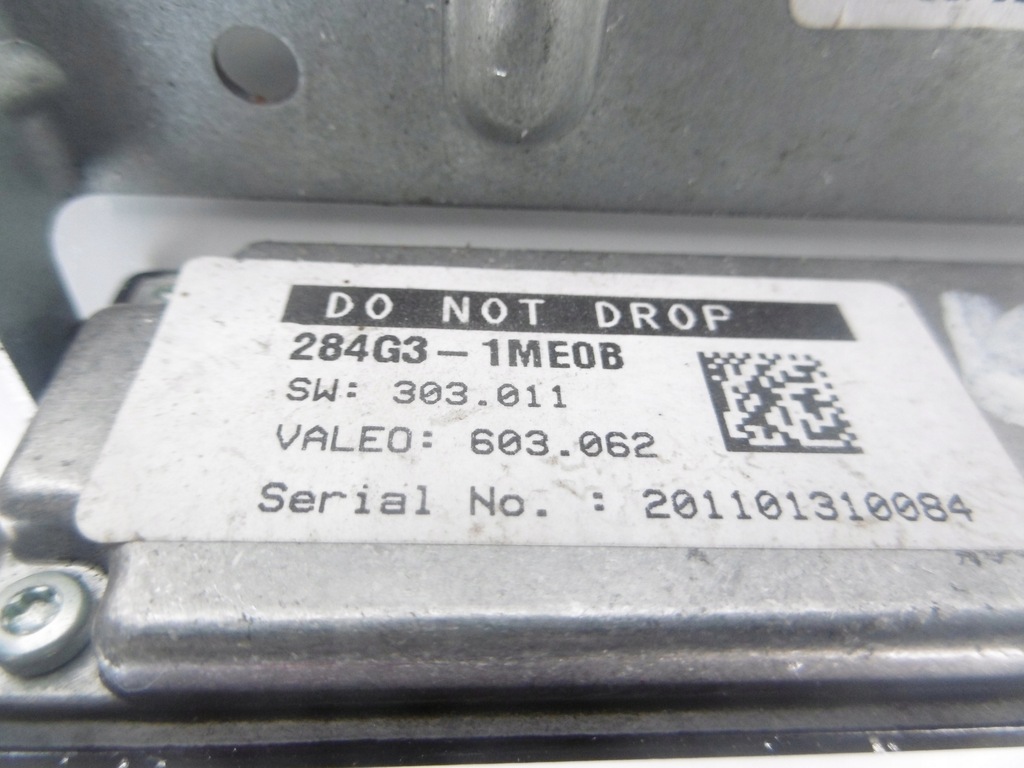 DO NOT DROP
284G3-1ME0B
SW: 303.011
VALEO: 603.062
Serial No. : 201101310084